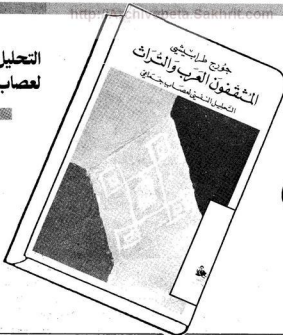 http://Archivebeta.Sakhrit.com
التحليل
لعصاب
جورج طرابيشي
المثقفون العرب والتراث
التحليل النفسي لعصاب جماعي